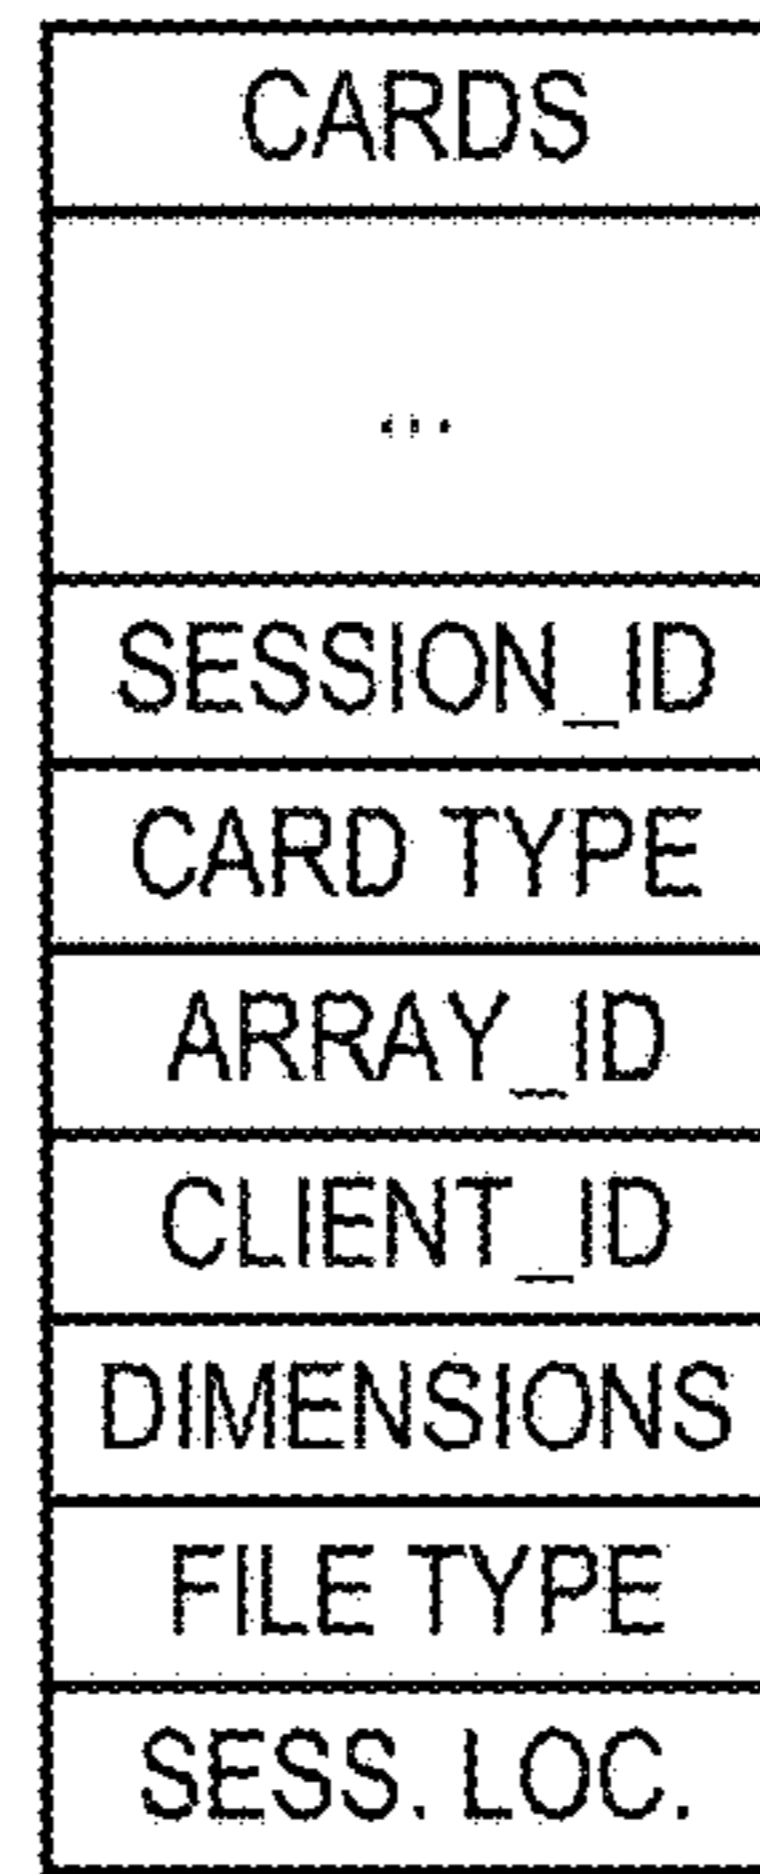 CARDS
...
SESSION_ID
CARD TYPE
ARRAY_ID
CLIENT_ID
DIMENSIONS
FILE TYPE
SESS. LOC.